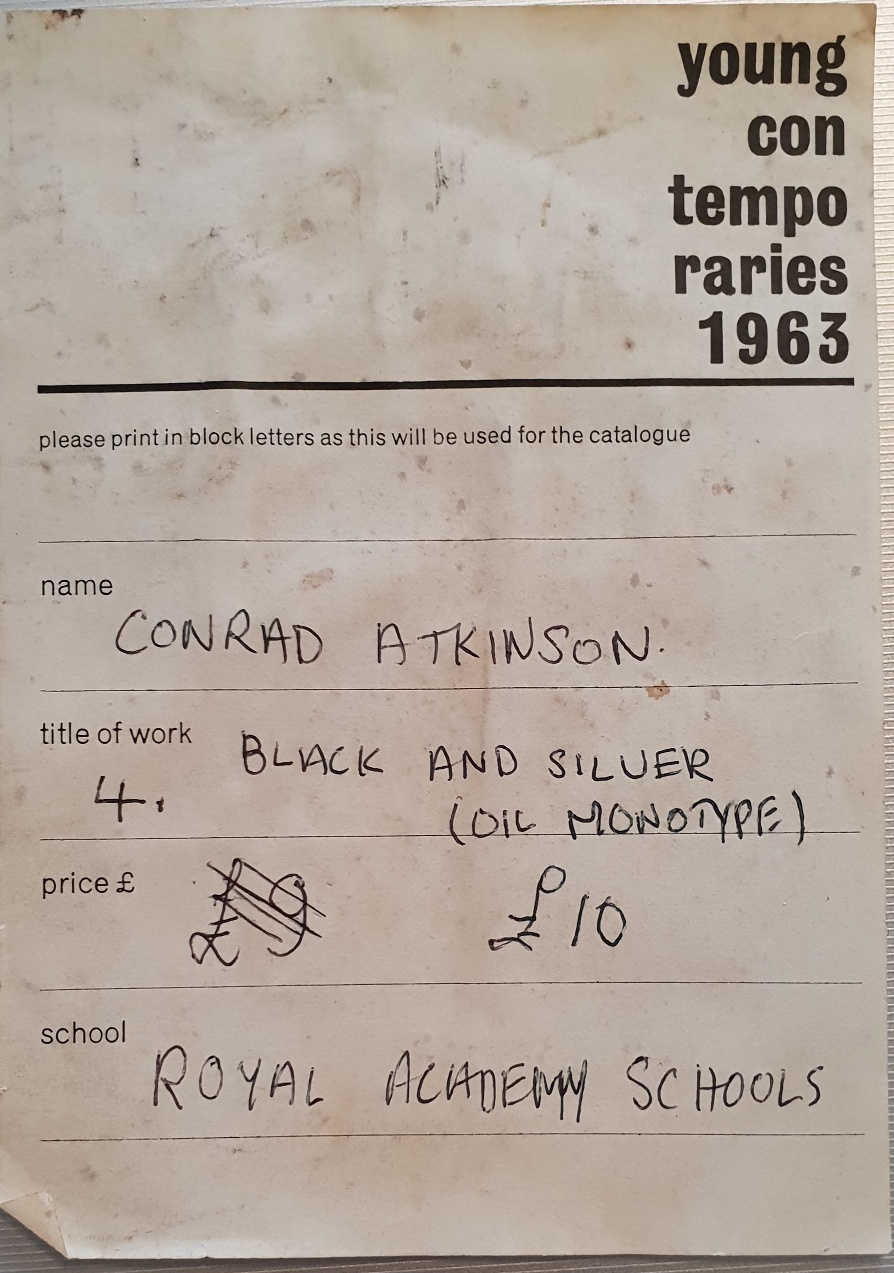 young
con
tempo
raries
1963
please print in block letters as this will be used for the catalogue
name
CONRAD ATKINSON.
title of work
BLACK AND SILVER
4.
(OIL MONOTYPE)
price £
£9 £10
school
ROYAL ACADEMY SCHOOLS